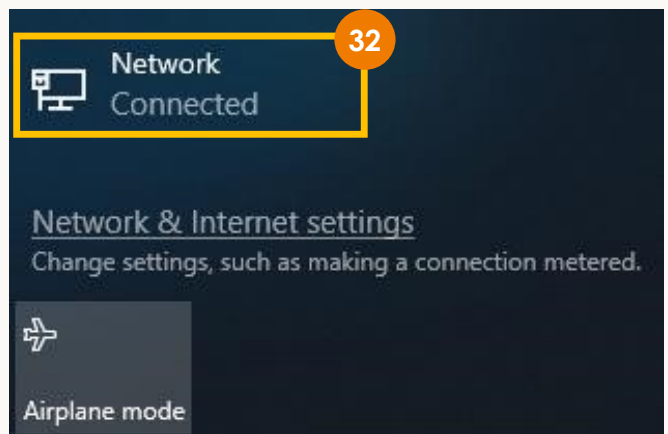 32
Network
Connected
Network & Internet settings
Change settings, such as making a connection metered.
Airplane mode